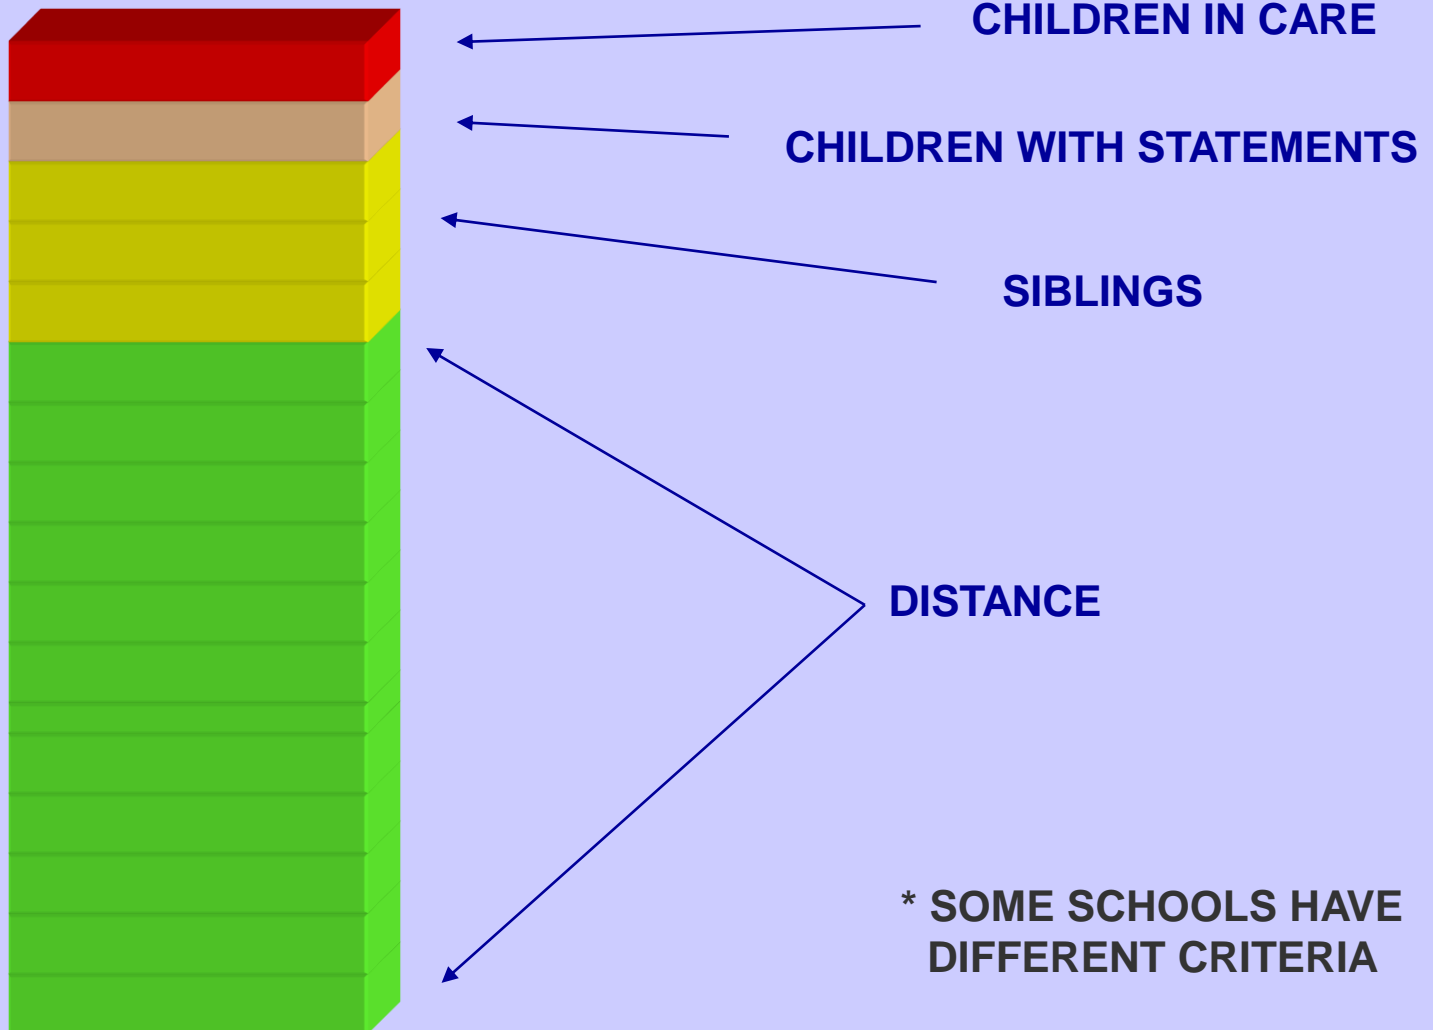 CHILDREN IN CARE
CHILDREN WITH STATEMENTS
SIBLINGS
DISTANCE
* SOME SCHOOLS HAVE
DIFFERENT CRITERIA